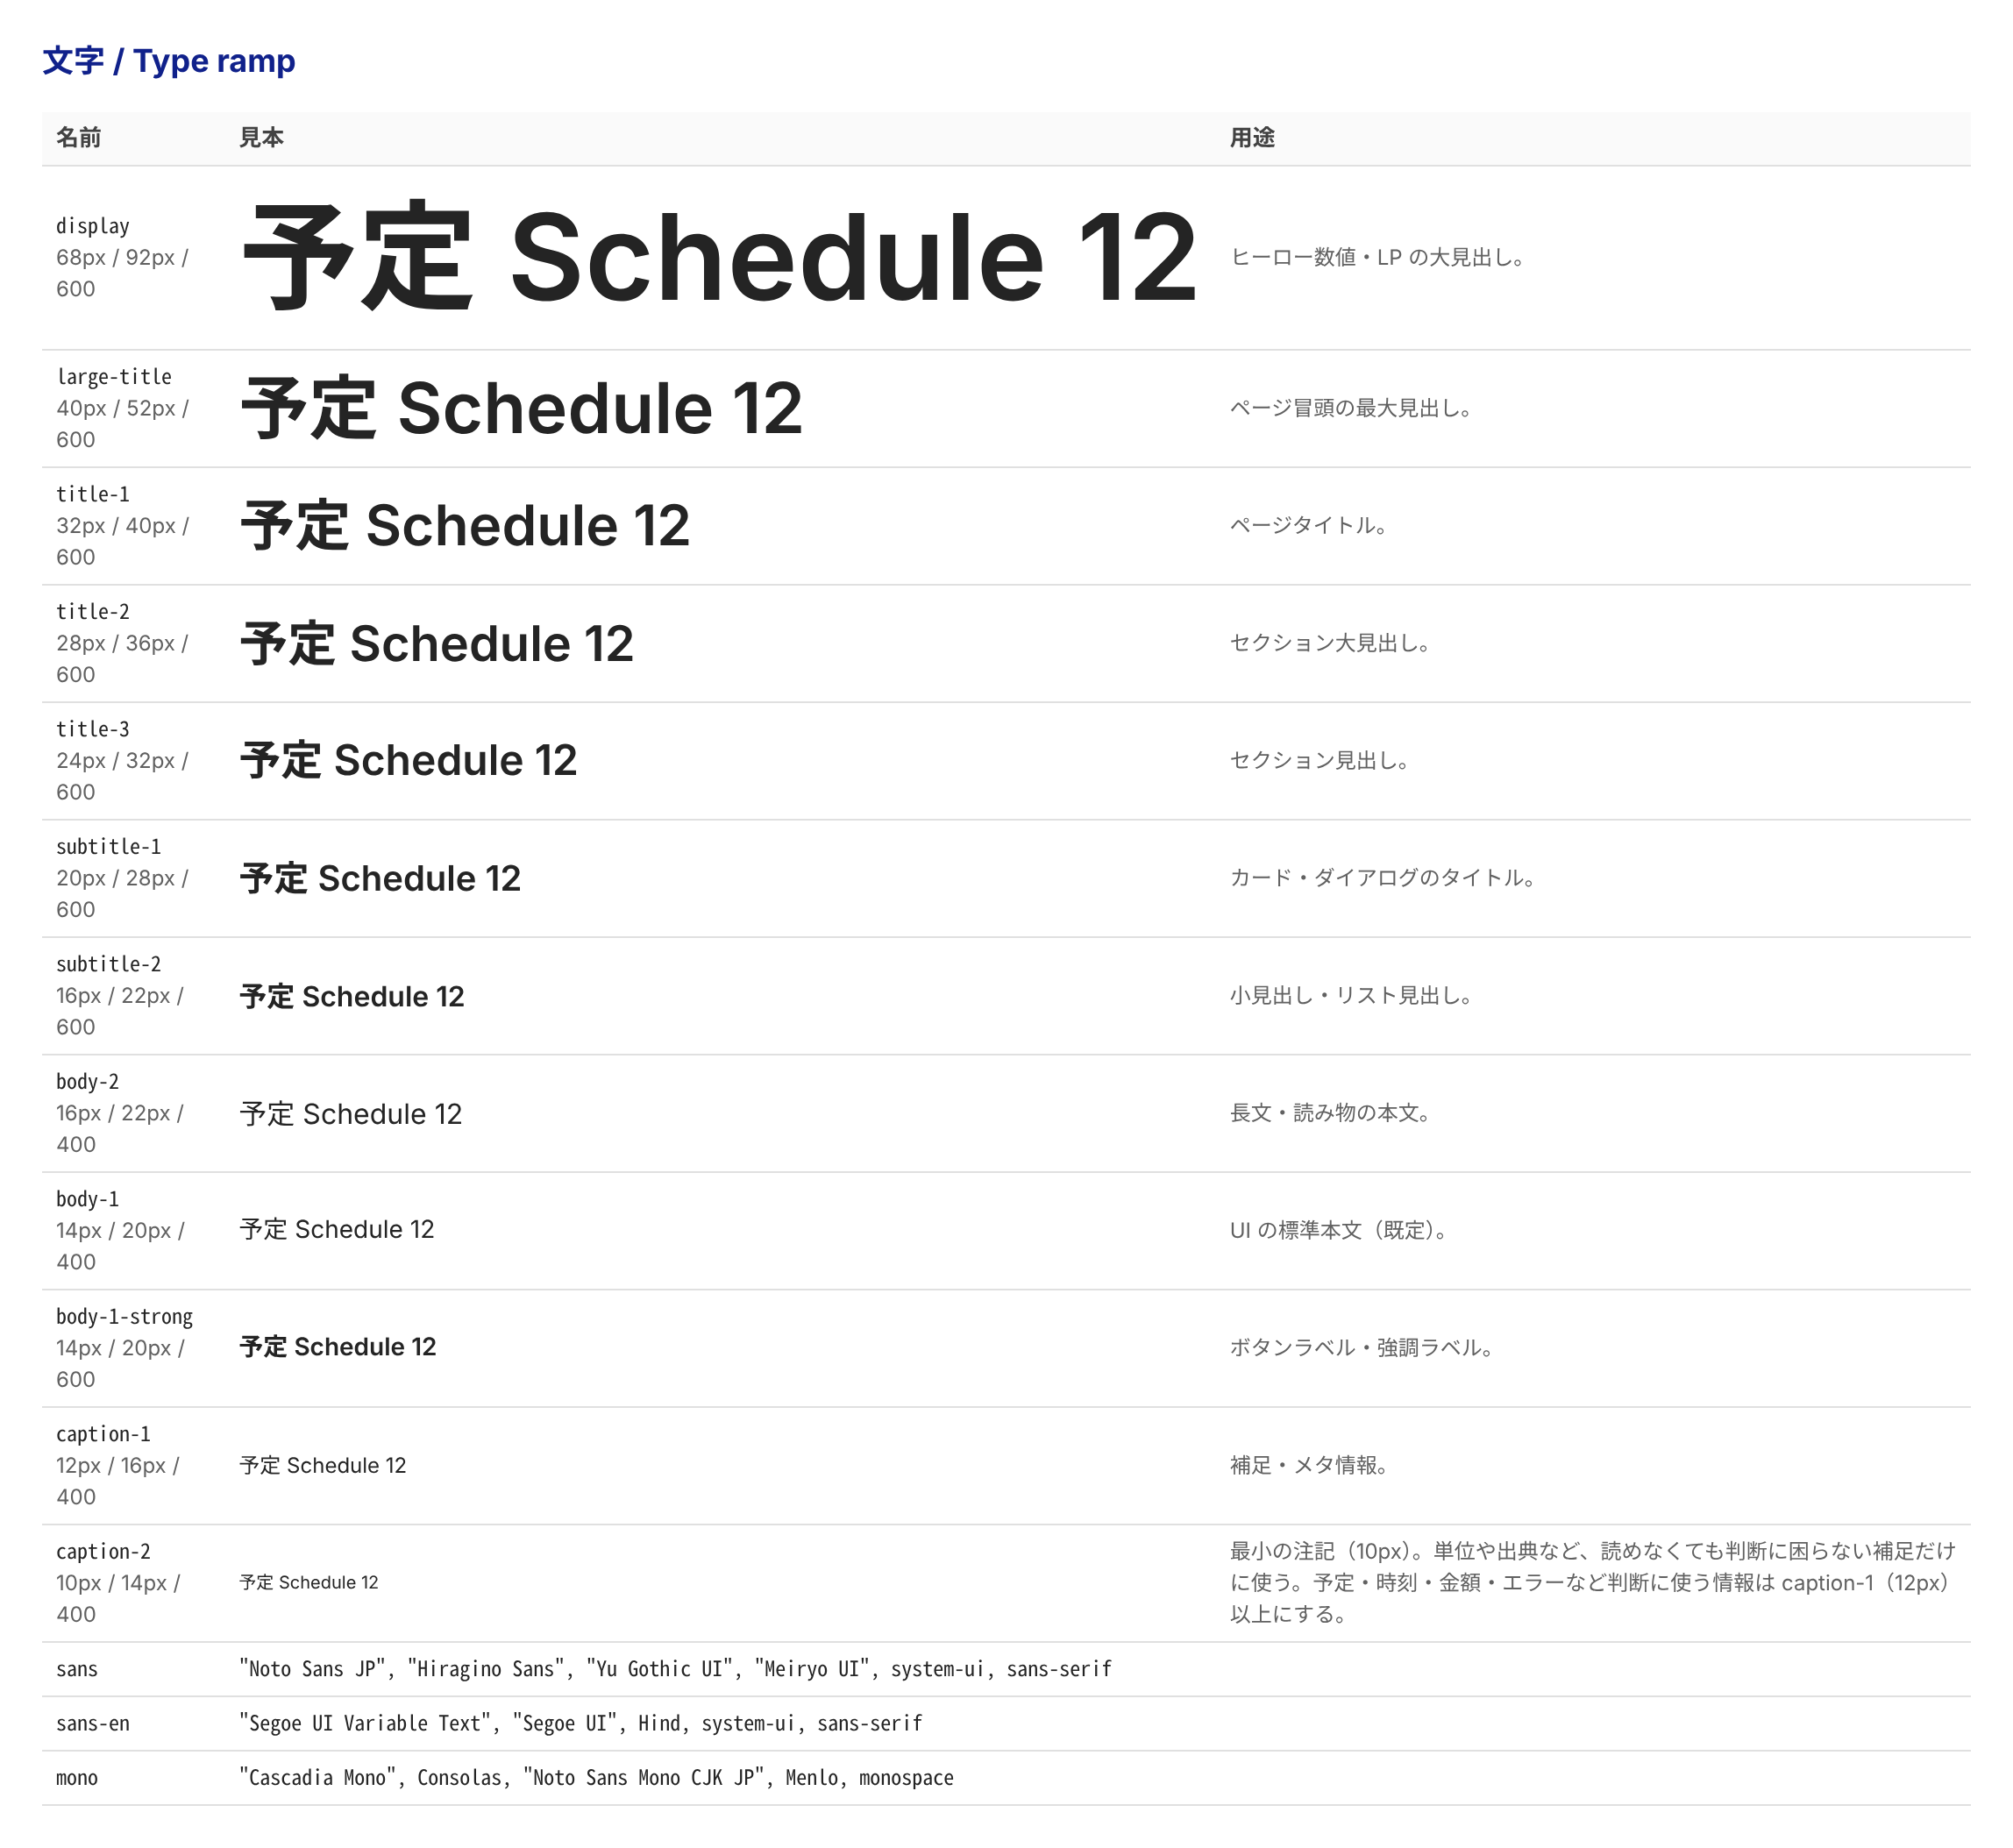 文字 / Type ramp
名前 見本 用途
display
68px / 92px /
600
予定 Schedule 12
ヒーロー数値・LP の大見出し。
large-title
40px / 52px /
600
予定 Schedule 12
ページ冒頭の最大見出し。
title-1
32px / 40px /
600
予定 Schedule 12
ページタイトル。
title-2
28px / 36px /
600
予定 Schedule 12
セクション大見出し。
title-3
24px / 32px /
600
予定 Schedule 12
セクション見出し。
subtitle-1
20px / 28px /
600
予定 Schedule 12
カード・ダイアログのタイトル。
subtitle-2
16px / 22px /
600
予定 Schedule 12
小見出し・リスト見出し。
body-2
16px / 22px /
400
予定 Schedule 12
長文・読み物の本文。
body-1
14px / 20px /
400
予定 Schedule 12
UI の標準本文（既定）。
body-1-strong
14px / 20px /
600
予定 Schedule 12
ボタンラベル・強調ラベル。
caption-1
12px / 16px /
400
予定 Schedule 12
補足・メタ情報。
caption-2
10px / 14px /
400
予定 Schedule 12
最小の注記（10px）。単位や出典など、読めなくても判断に困らない補足だけ
に使う。予定・時刻・金額・エラーなど判断に使う情報は caption-1（12px）
以上にする。
sans "Noto Sans JP", "Hiragino Sans", "Yu Gothic UI", "Meiryo UI", system-ui, sans-serif
sans-en "Segoe UI Variable Text", "Segoe UI", Hind, system-ui, sans-serif
mono "Cascadia Mono", Consolas, "Noto Sans Mono CJK JP", Menlo, monospace